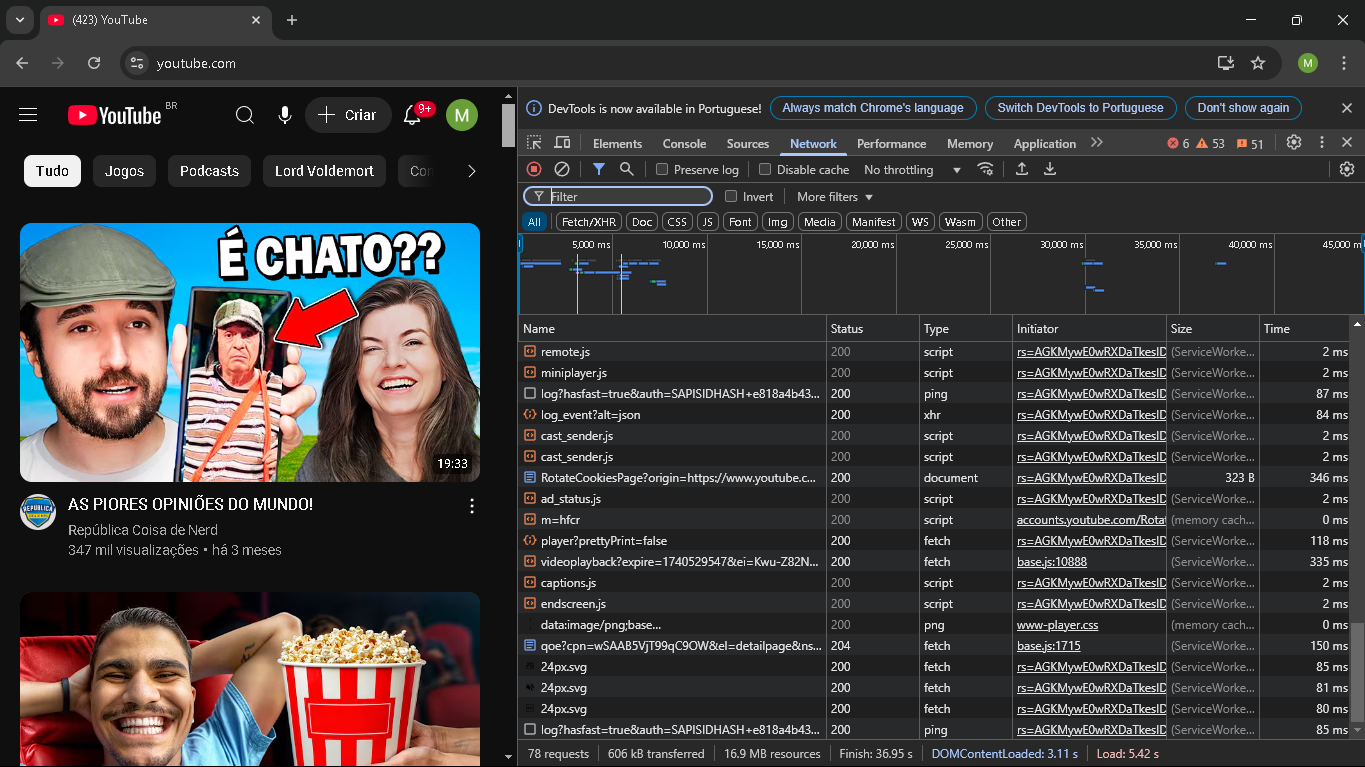 (423) YouTube
youtube.com
M
DevTools is now available in Portuguese! Always match Chrome's language Switch DevTools to Portuguese Don't show again
YouTube BR
Criar
9+
M
Elements Console Sources Network Performance Memory Application 6 53 51
Preserve log Disable cache No throttling
Tudo Jogos Podcasts Lord Voldemort
Filter Invert More filters
All Fetch/XHR Doc CSS JS Font Img Media Manifest WS Wasm Other
5,000 ms 10,000 ms 15,000 ms 20,000 ms 25,000 ms 30,000 ms 35,000 ms 40,000 ms 45,000 m
É CHATO??
19:33
REPÚBLICA
AS PIORES OPINIÕES DO MUNDO!
República Coisa de Nerd
347 mil visualizações • há 3 meses
Name Status Type Initiator Size Time
remote.js 200 script rs=AGKMywE0wRXDaTkesID (ServiceWorke... 2 ms
miniplayer.js 200 script rs=AGKMywE0wRXDaTkesID (ServiceWorke... 2 ms
log?hasfast=true&auth=SAPISIDHASH+e818a4b43... 200 ping rs=AGKMywE0wRXDaTkesID (ServiceWorke... 87 ms
log_event?alt=json 200 xhr rs=AGKMywE0wRXDaTkesID (ServiceWorke... 84 ms
cast_sender.js 200 script rs=AGKMywE0wRXDaTkesID (ServiceWorke... 2 ms
cast_sender.js 200 script rs=AGKMywE0wRXDaTkesID (ServiceWorke... 2 ms
RotateCookiesPage?origin=https://www.youtube.c... 200 document rs=AGKMywE0wRXDaTkesID 323 B 346 ms
ad_status.js 200 script rs=AGKMywE0wRXDaTkesID (ServiceWorke... 2 ms
m=hfcr 200 script accounts.youtube.com/Rotat (memory cach... 0 ms
player?prettyPrint=false 200 fetch rs=AGKMywE0wRXDaTkesID (ServiceWorke... 118 ms
videoplayback?expire=1740529547&ei=Kwu-Z82N... 200 fetch base.js:10888 (ServiceWorke... 335 ms
captions.js 200 script rs=AGKMywE0wRXDaTkesID (ServiceWorke... 2 ms
endscreen.js 200 script rs=AGKMywE0wRXDaTkesID (ServiceWorke... 2 ms
data:image/png;base... 200 png www-player.css (memory cach... 0 ms
qoe?cpn=wSAAB5VjT99qC9OW&el=detailpage&ns... 204 fetch base.js:1715 (ServiceWorke... 150 ms
24px.svg 200 fetch rs=AGKMywE0wRXDaTkesID (ServiceWorke... 85 ms
24px.svg 200 fetch rs=AGKMywE0wRXDaTkesID (ServiceWorke... 81 ms
24px.svg 200 fetch rs=AGKMywE0wRXDaTkesID (ServiceWorke... 80 ms
log?hasfast=true&auth=SAPISIDHASH+e818a4b43... 200 ping rs=AGKMywE0wRXDaTkesID (ServiceWorke... 85 ms
78 requests 606 kB transferred 16.9 MB resources Finish: 36.95 s DOMContentLoaded: 3.11 s Load: 5.42 s